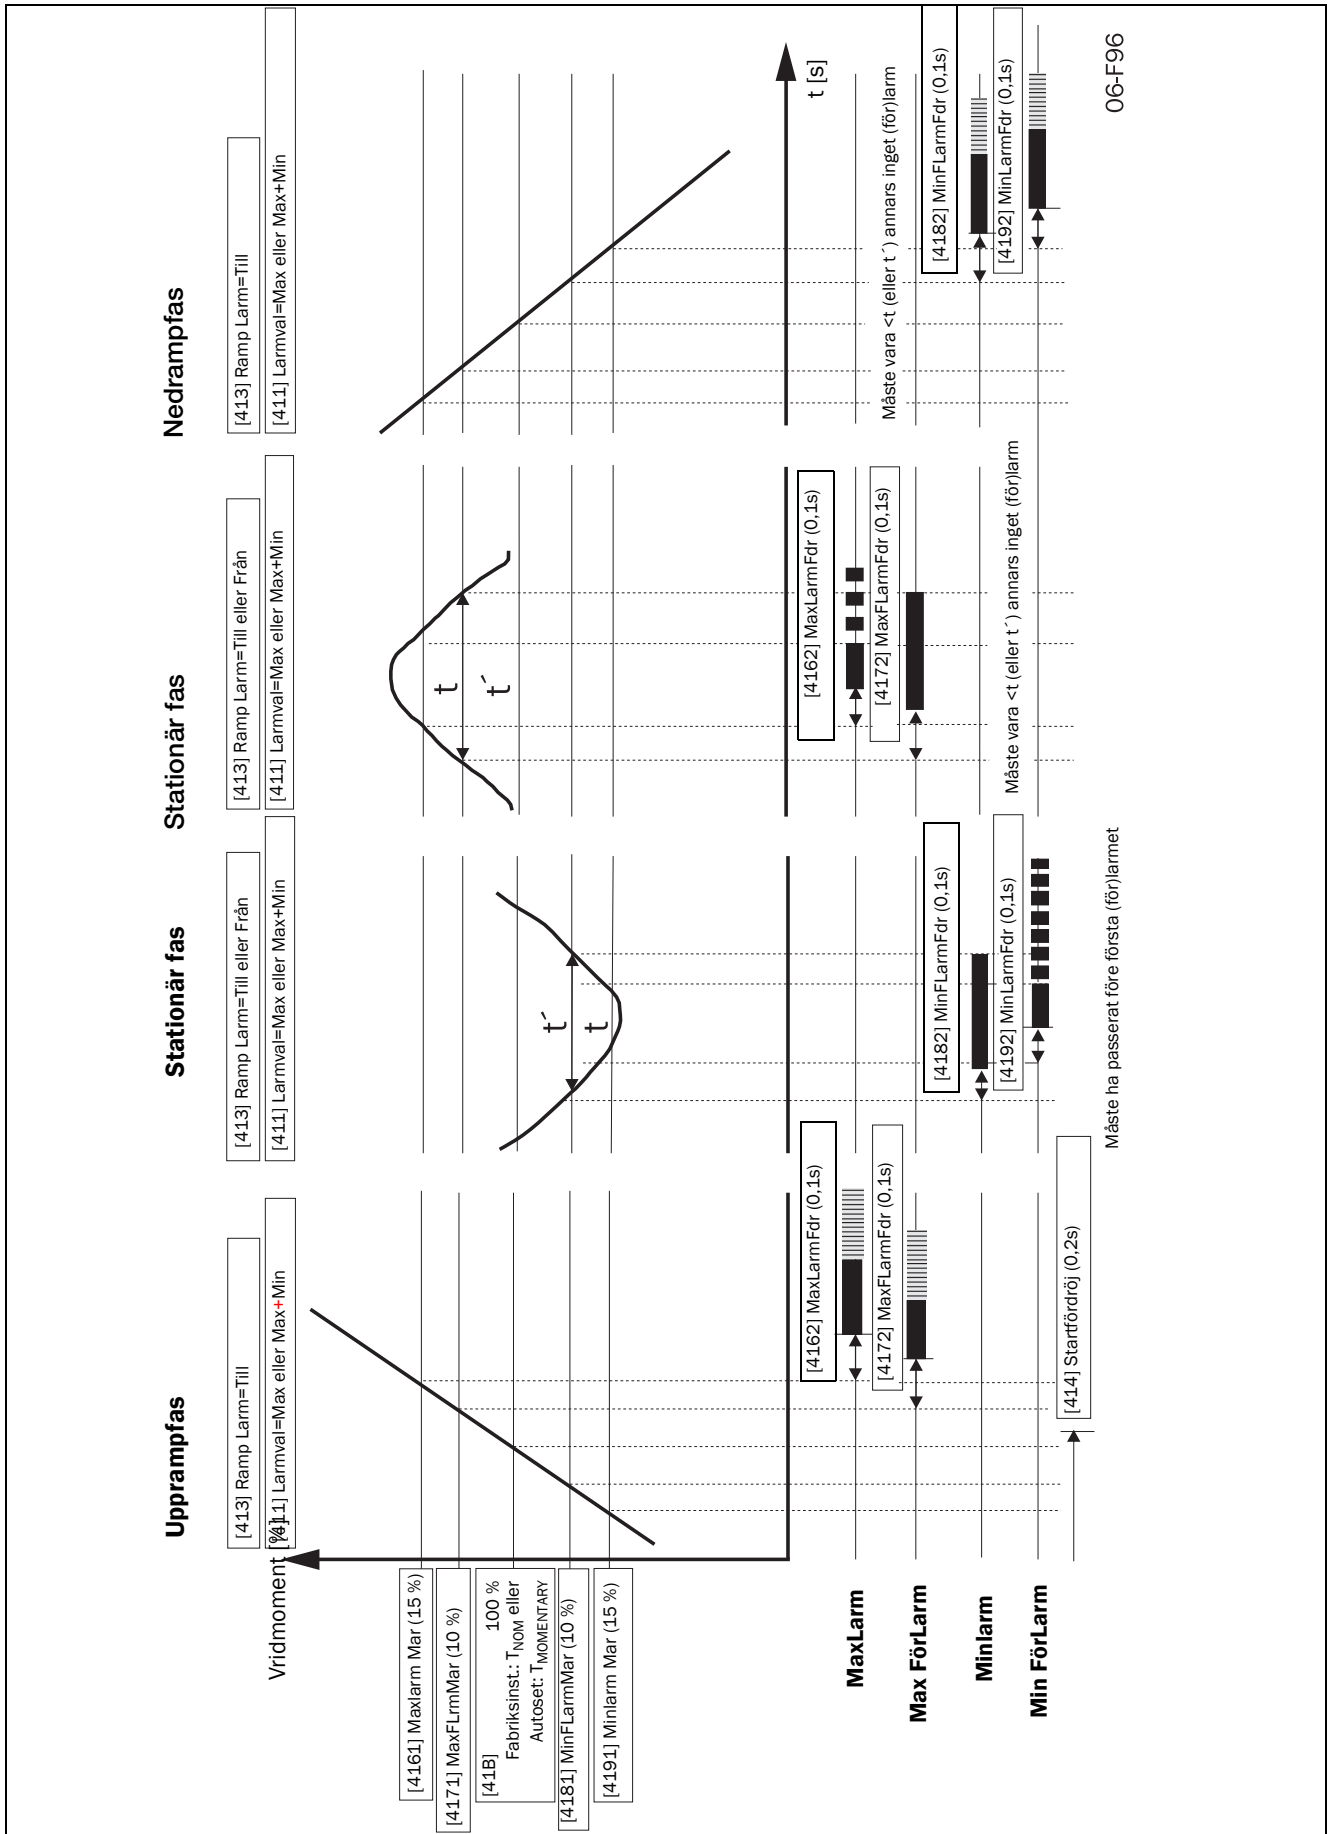 Upprampfas
Stationär fas
Stationär fas
Nedrampfas
[413] Ramp Larm=Till
[411] Larmval=Max eller Max+Min
[413] Ramp Larm=Till eller Från
[411] Larmval=Max eller Max+Min
[413] Ramp Larm=Till eller Från
[411] Larmval=Max eller Max+Min
[413] Ramp Larm=Till
[411] Larmval=Max eller Max+Min
Vridmoment [%]
[4161] Maxlarm Mar (15 %)
[4171] MaxFLrmMar (10 %)
[41B] 100 %
Fabriksinst.: TNOM eller
Autoset: TMOMENTARY
[4181] MinFLarmMar (10 %)
[4191] Minlarm Mar (15 %)
t´
t
t
t´
t [s]
[4162] MaxLarmFdr (0,1s)
[4162] MaxLarmFdr (0,1s)
MaxLarm
[4172] MaxFLarmFdr (0,1s)
[4172] MaxFLarmFdr (0,1s)
Måste vara <t (eller t´) annars inget (för)larm
Max FörLarm
[4182] MinFLarmFdr (0,1s)
[4182] MinFLarmFdr (0,1s)
Minlarm
[4192] MinLarmFdr (0,1s)
Måste vara <t (eller t´) annars inget (för)larm
[4192] MinLarmFdr (0,1s)
Min FörLarm
[414] Startfördröj (0,2s)
Måste ha passerat före första (för)larmet
06-F96